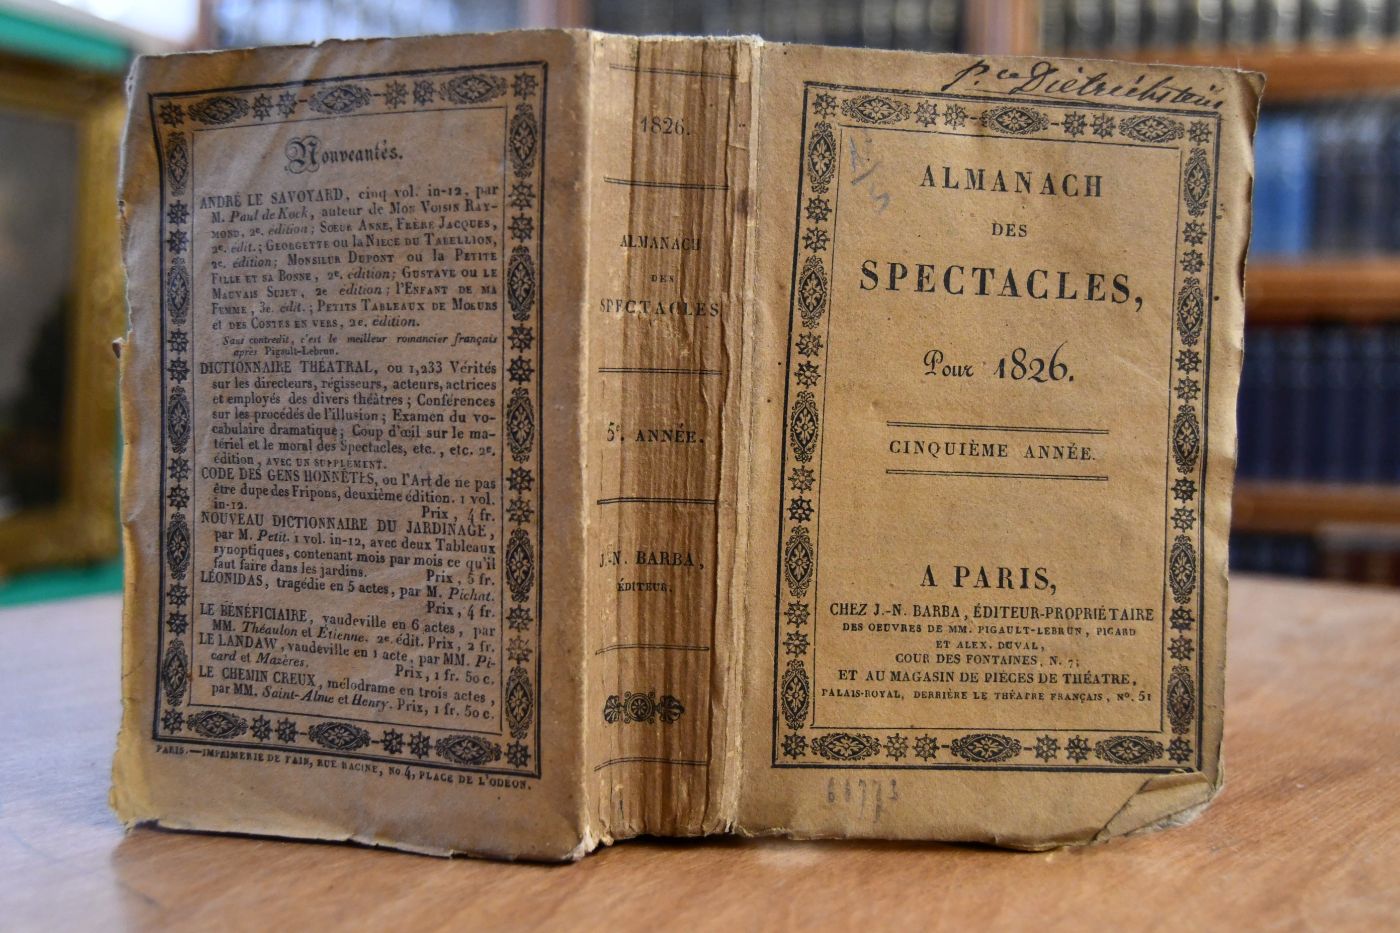 Nouveautés.
ANDRÉ LE SAVOYARD, cinq vol. in-12, par
M. Paul de Kock, auteur de MON VOISIN RAY-
MOND, 2e. édition; SŒUR ANNE, FRÈRE JACQUES,
2e. édit.; GEORGETTE OU la NIÈCE DU TABELLION,
2e. édition; MONSIEUR DUPONT ou la PETITE
FILLE ET SA BONNE, 2e. édition; GUSTAVE OU LE
MAUVAIS SUJET, 2e édition; l'ENFANT DE MA
FEMME, 3e. édit.; PETITS TABLEAUX DE MŒURS
et DES CONTES EN VERS, 2e. édition.
Sans contredit, c'est le meilleur romancier français
après Pigault-Lebrun.
DICTIONNAIRE THÉATRAL, ou 1,233 Vérités
sur les directeurs, régisseurs, acteurs, actrices
et employés des divers théâtres; Conférences
sur les procédés de l'illusion; Examen du vo-
cabulaire dramatique; Coup d'œil sur le ma-
tériel et le moral des Spectacles, etc., etc. 2e.
édition, AVEC UN SUPPLEMENT.
CODE DES GENS HONNÊTES, ou l'Art de ne pas
être dupe des Fripons, deuxième édition. 1 vol.
in-12. Prix, 4 fr.
NOUVEAU DICTIONNAIRE DU JARDINAGE,
par M. Petit. 1 vol. in-12, avec deux Tableaux
synoptiques, contenant mois par mois ce qu'il
faut faire dans les jardins. Prix, 5 fr.
LÉONIDAS, tragédie en 5 actes, par M. Pichat.
Prix, 4 fr.
LE BÉNÉFICIAIRE, vaudeville en 6 actes, par
MM. Théaulon et Étienne. 2e. édit. Prix, 2 fr.
LE LANDAW, vaudeville en 1 acte, par MM. Pi-
card et Mazères. Prix, 1 fr. 50 c.
LE CHEMIN CREUX, mélodrame en trois actes,
par MM. Saint-Alme et Henry. Prix, 1 fr. 50 c.
PARIS.—IMPRIMERIE DE FAIN, RUE RACINE, No. 4, PLACE DE L'ODÉON.
1826.
ALMANACH
DES
SPECTACLES
5e. ANNÉE.
J.-N. BARBA,
ÉDITEUR.
pce Dietrichstein
ALMANACH
DES
SPECTACLES,
Pour 1826.
CINQUIÈME ANNÉE.
A PARIS,
CHEZ J.-N. BARBA, ÉDITEUR-PROPRIÉTAIRE
DES OEUVRES DE MM. PIGAULT-LEBRUN, PICARD
ET ALEX. DUVAL,
COUR DES FONTAINES, N. 7;
ET AU MAGASIN DE PIÈCES DE THÉATRE,
PALAIS-ROYAL, DERRIÈRE LE THÉATRE FRANÇAIS, No. 51